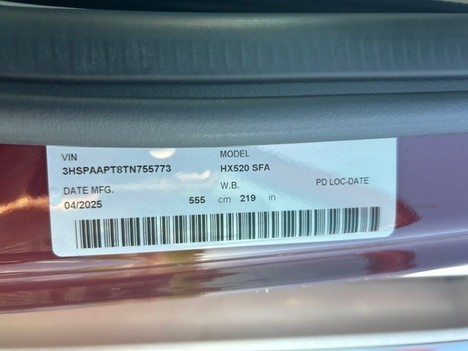 VIN MODEL
3HSPAAPT8TN755773 HX520 SFA
DATE MFG. W.B. PD LOC-DATE
04/2025 555 cm 219 in